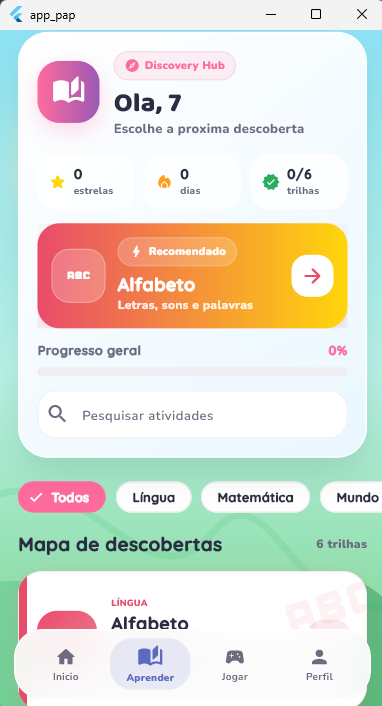 app_pap
Discovery Hub
Ola, 7
Escolhe a proxima descoberta
0
estrelas
0
dias
0/6
trilhas
ABC
Recomendado
Alfabeto
Letras, sons e palavras
Progresso geral
0%
Pesquisar atividades
Todos
Língua
Matemática
Mundo
Mapa de descobertas
6 trilhas
LÍNGUA
Alfabeto
ABC
Inicio
Aprender
Jogar
Perfil